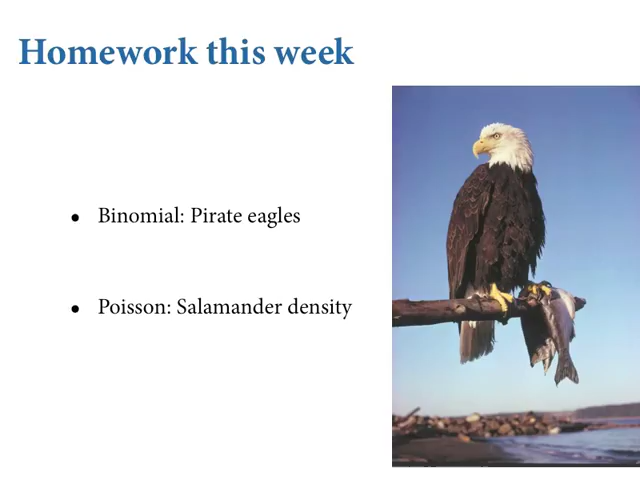 Homework this week
• Binomial: Pirate eagles
• Poisson: Salamander density